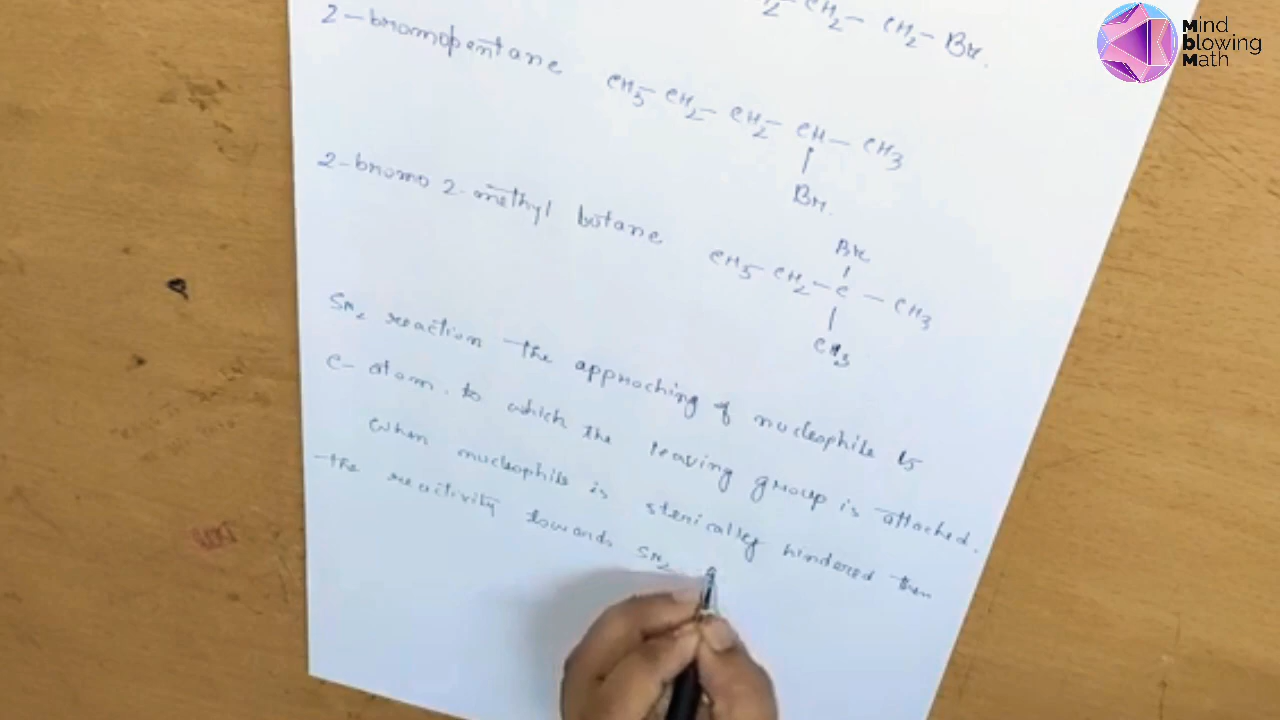 CH2 – CH2 – Br.
Mind
blowing
Math
2-bromopentane CH3 – CH2 – CH2 – CH – CH3
Br.
2-bromo 2-methyl butane
Br
CH3 – CH2 – C – CH3
CH3
SN2 reaction the approching of nucleophile is
C- atom. to which the leaving group is attached.
when nucleophile is sterically hindered then
the reactivity towards SN2